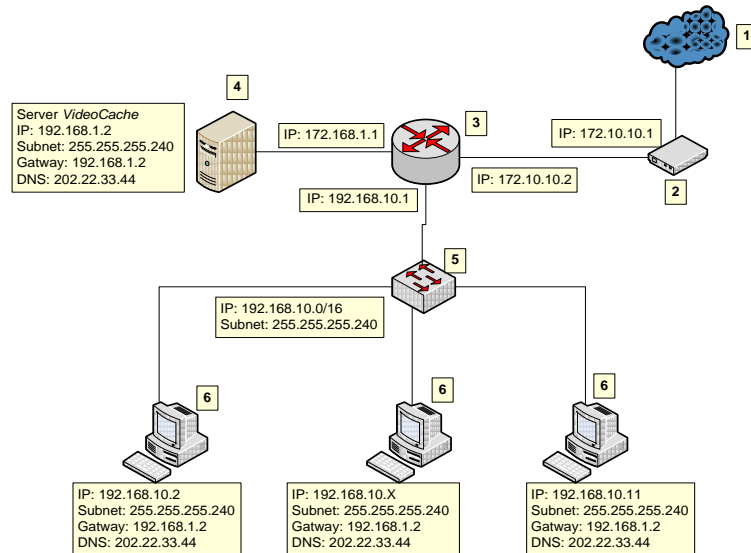 1
4
Server VideoCache
IP: 192.168.1.2
Subnet: 255.255.255.240
Gatway: 192.168.1.2
DNS: 202.22.33.44
IP: 172.168.1.1
3
IP: 172.10.10.1
IP: 172.10.10.2
2
IP: 192.168.10.1
5
IP: 192.168.10.0/16
Subnet: 255.255.255.240
6
6
6
IP: 192.168.10.2
Subnet: 255.255.255.240
Gatway: 192.168.1.2
DNS: 202.22.33.44
IP: 192.168.10.X
Subnet: 255.255.255.240
Gatway: 192.168.1.2
DNS: 202.22.33.44
IP: 192.168.10.11
Subnet: 255.255.255.240
Gatway: 192.168.1.2
DNS: 202.22.33.44